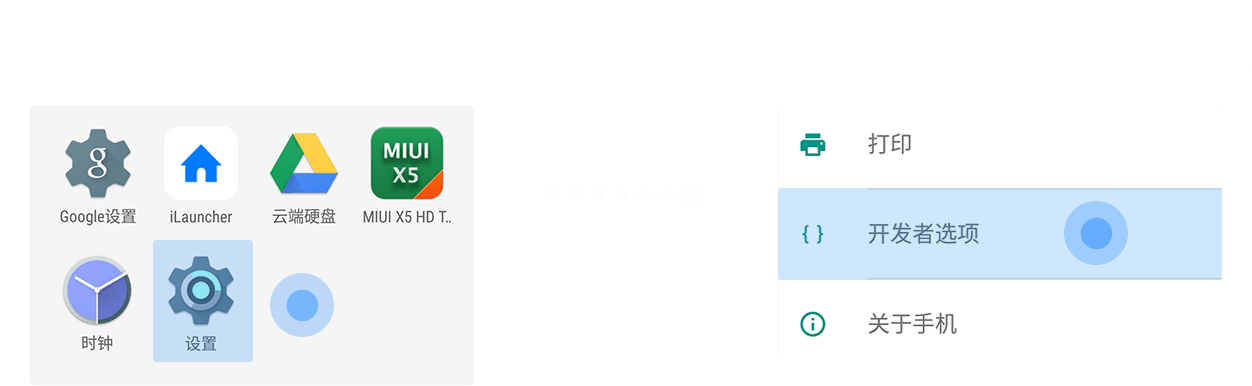 MIUI
X5
Google设置
iLauncher
云端硬盘
MIUI X5 HD T..
时钟
设置
打印
{ } 开发者选项
关于手机